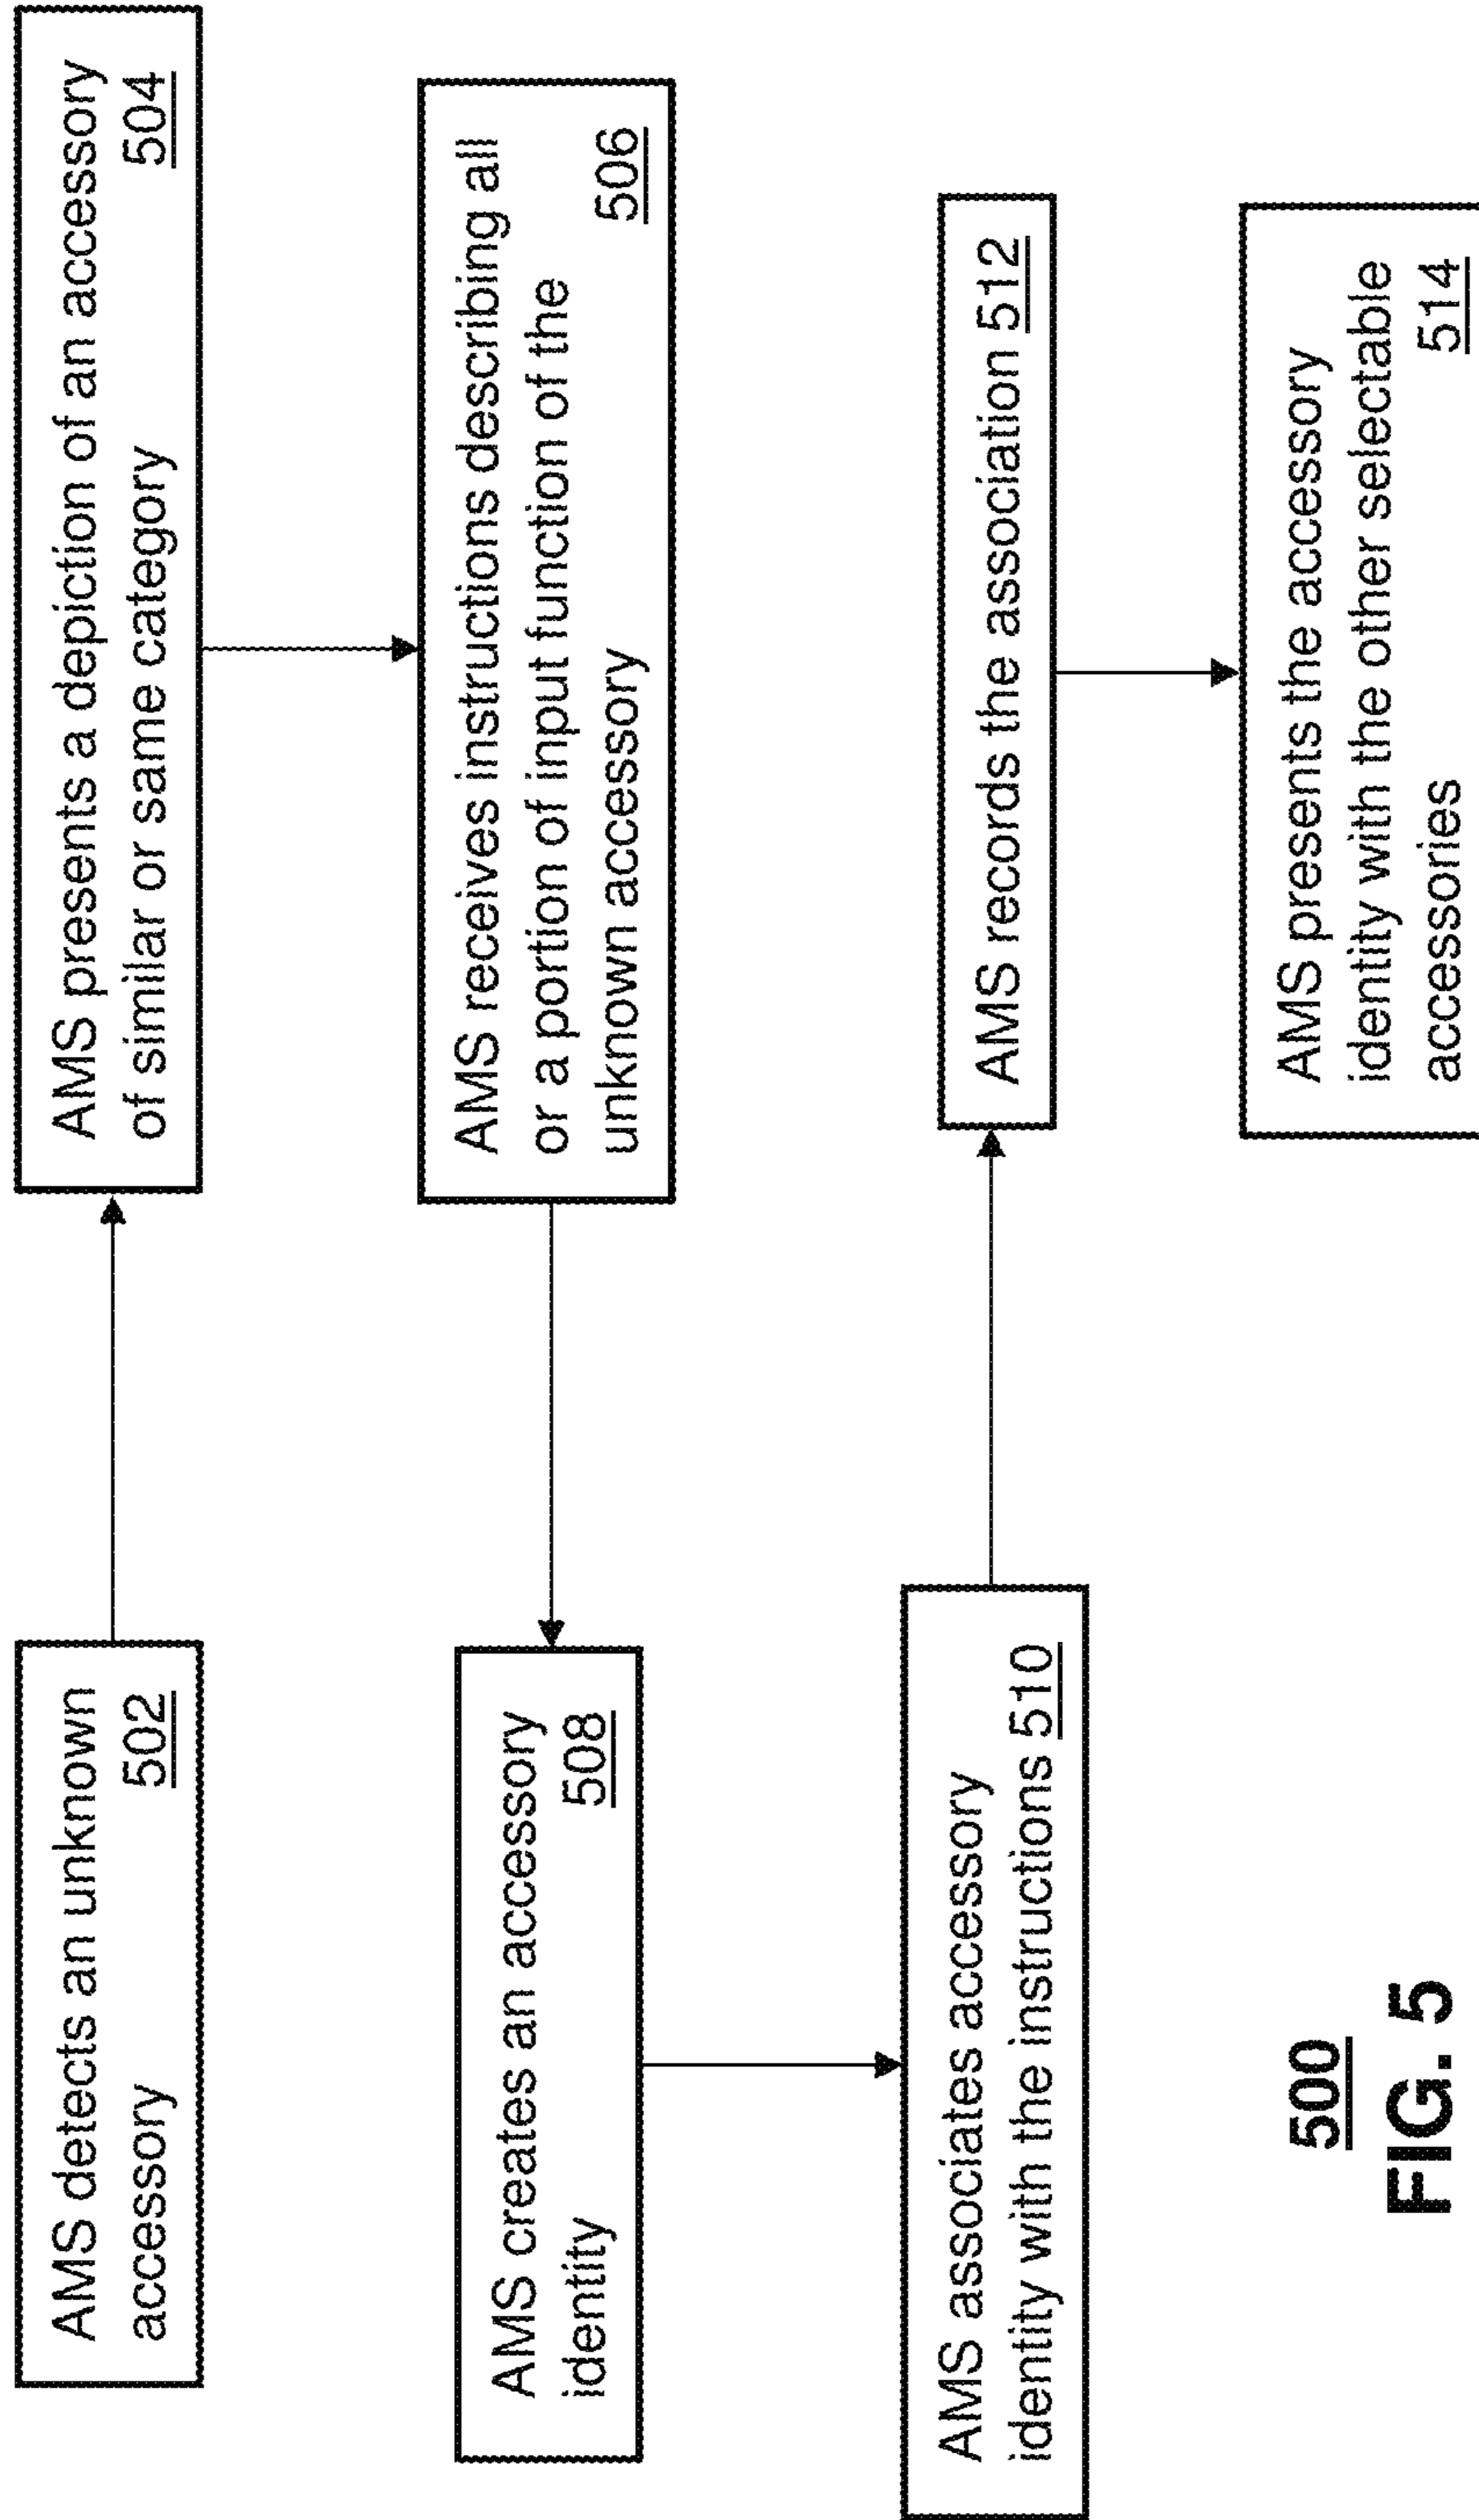 AMS detects an unknown
accessory 502
AMS presents a depiction of an accessory
of similar or same category 504
AMS receives instructions describing all
or a portion of input function of the
unknown accessory 506
AMS creates an accessory
identity 508
AMS associates accessory
identity with the instructions 510
AMS records the association 512
AMS presents the accessory
identity with the other selectable
accessories 514
500
FIG. 5